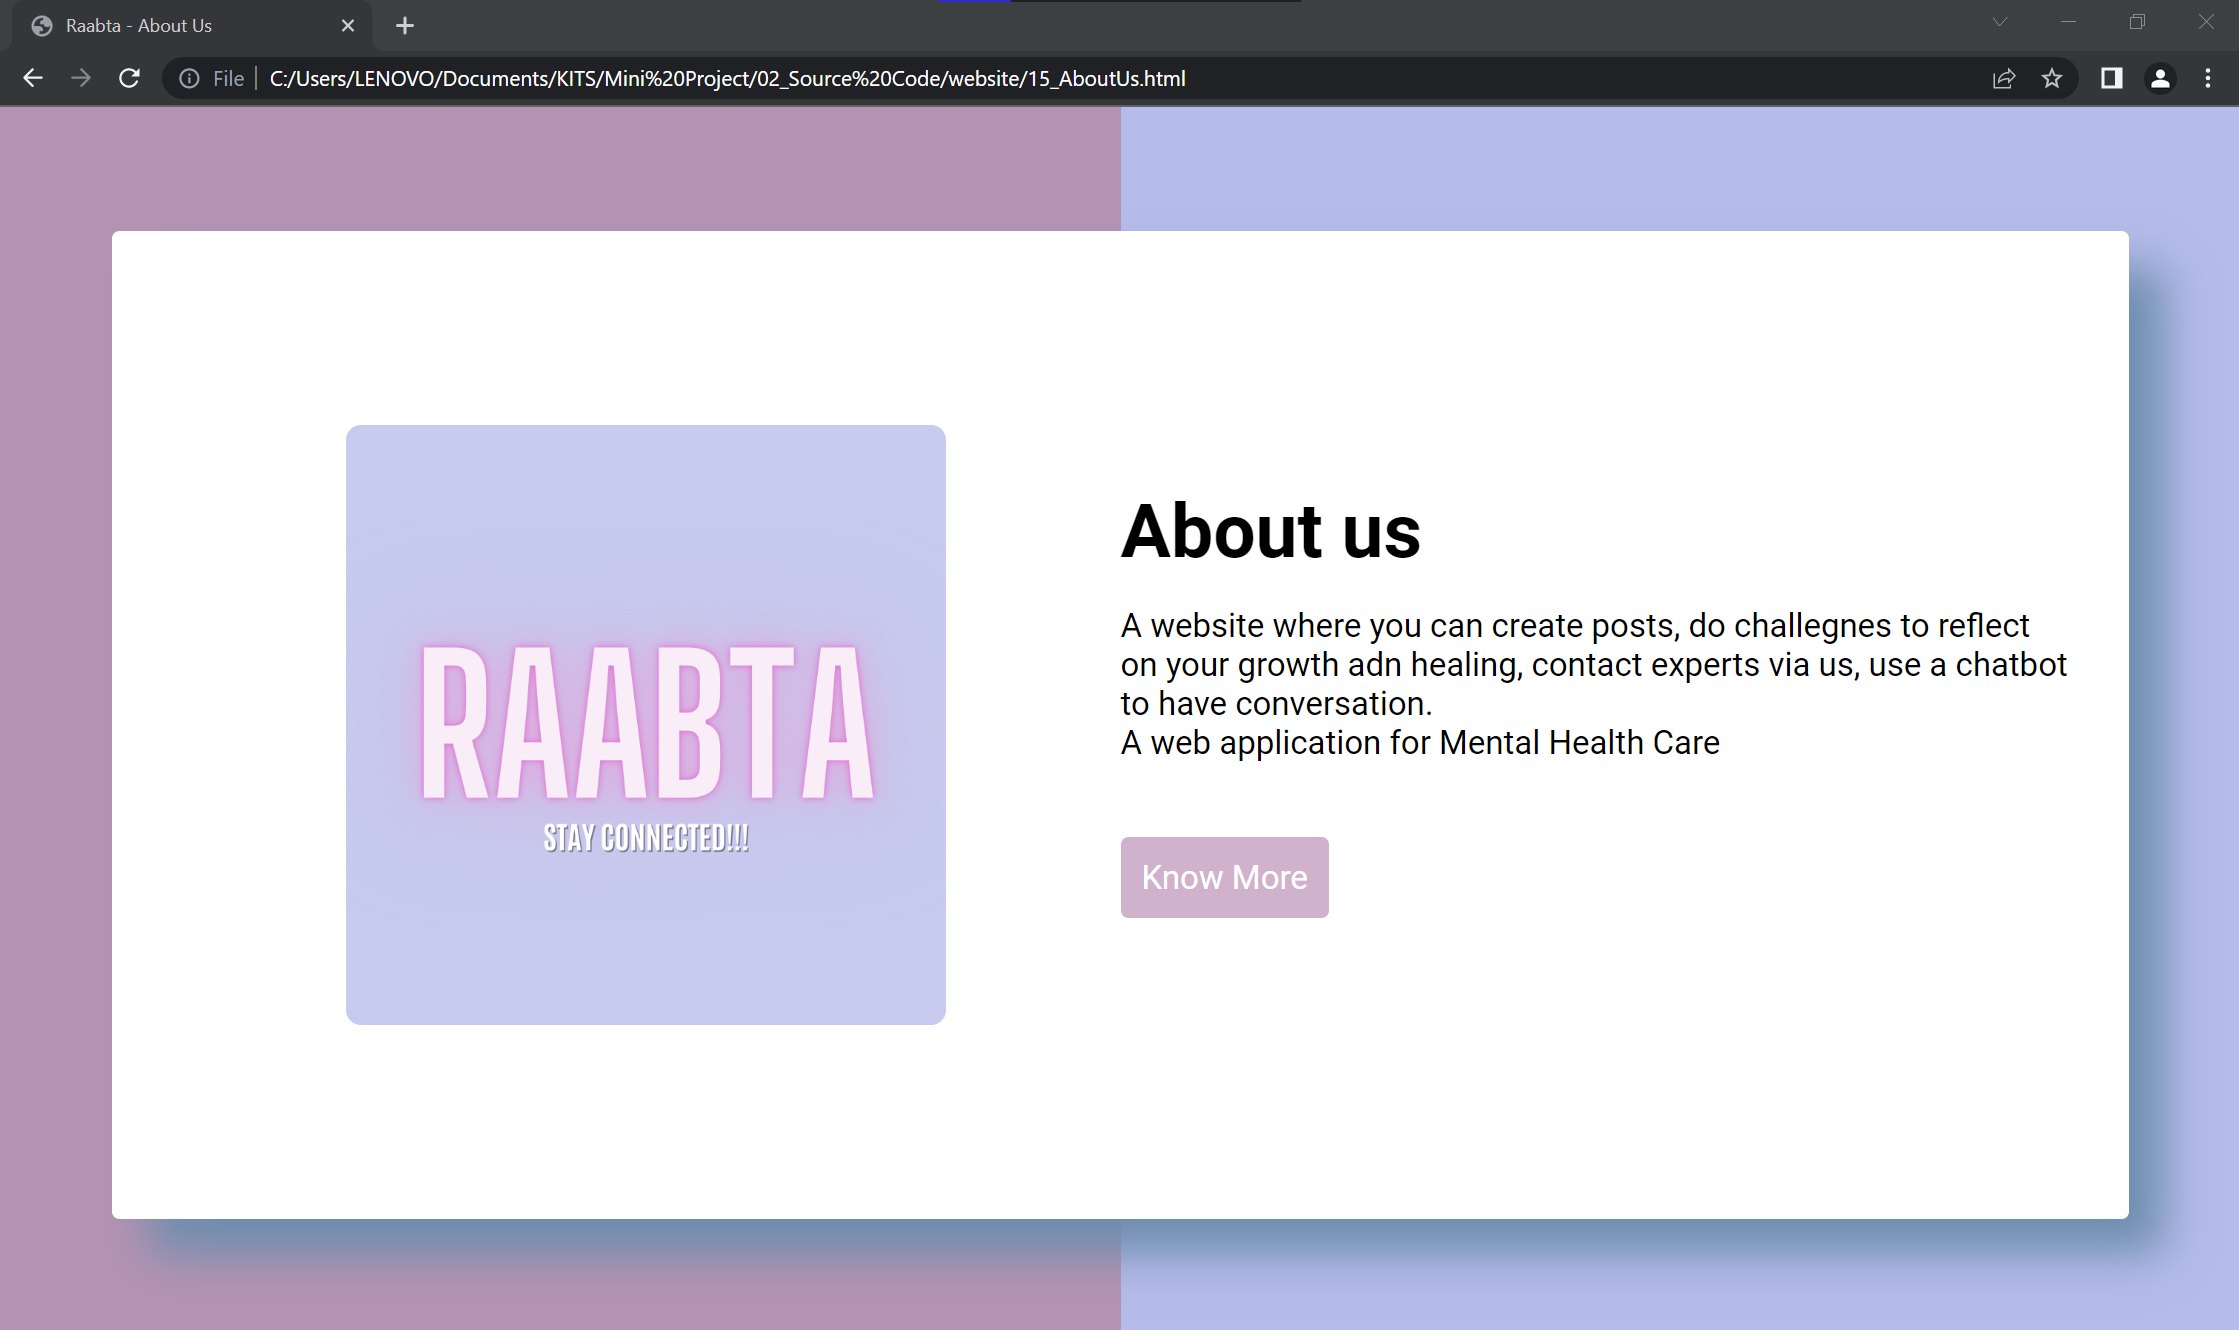 Raabta - About Us
File
C:/Users/LENOVO/Documents/KITS/Mini%20Project/02_Source%20Code/website/15_AboutUs.html
RAABTA
STAY CONNECTED!!!
About us
A website where you can create posts, do challegnes to reflect
on your growth adn healing, contact experts via us, use a chatbot
to have conversation.
A web application for Mental Health Care
Know More